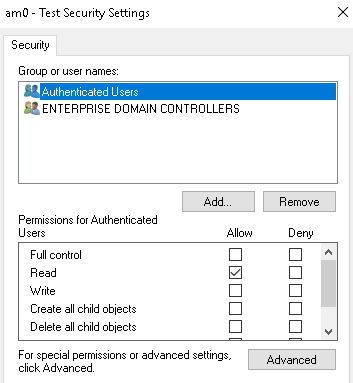 am0 - Test Security Settings
Security
Group or user names:
Authenticated Users
ENTERPRISE DOMAIN CONTROLLERS
Add...
Remove
Permissions for Authenticated
Users
Allow
Deny
Full control
Read
Write
Create all child objects
Delete all child objects
For special permissions or advanced settings,
click Advanced.
Advanced